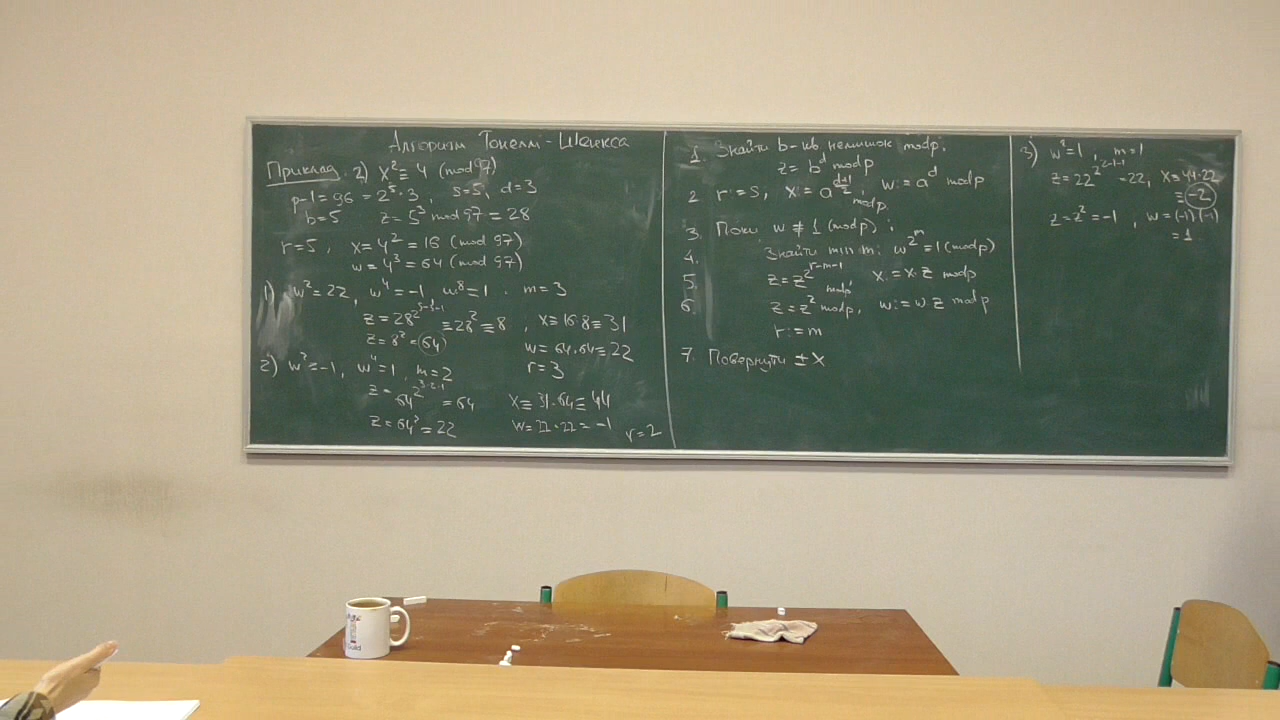 Алгоритм Тонеллі - Шенкса
Приклад. 2) x² ≡ 4 (mod 97)
p-1 = 96 = 2⁵·3, s=5, d=3
b=5 z = 5³ mod 97 = 28
r=5, x = 4² = 16 (mod 97)
w = 4³ = 64 (mod 97)
1) w² = 22, w⁴ = -1 w⁸ = 1. m=3
z = 28^{2^{5-3-1}} ≡ 28² ≡ 8, x ≡ 16·8 ≡ 31
z = 8² = 64 w = 64·64 = 22
r = 3
2) w² = -1, w⁴ = 1, m=2
z = 64^{2^{3-2-1}} = 64 x ≡ 31·64 ≡ 44
z = 64² = 22 w = 22·22 = -1 r=2
1. Знайти b - кв. нелишок mod p;
z = b^d mod p
2. r := s, x := a^{(d+1)/2} mod p, w := a^d mod p
3. Поки w ≢ 1 (mod p):
4. Знайти min m: w^{2^m} = 1 (mod p)
5. z = z^{2^{r-m-1}} mod p; x := x·z mod p
6. z = z² mod p, w := w·z mod p
r := m
7. Повернути ±x
3) w² = 1, m=1
z = 22^{2^{2-1-1}} = 22, x = 44·22
≡ -2
z = z² = -1, w = (-1)·(-1)
= 1